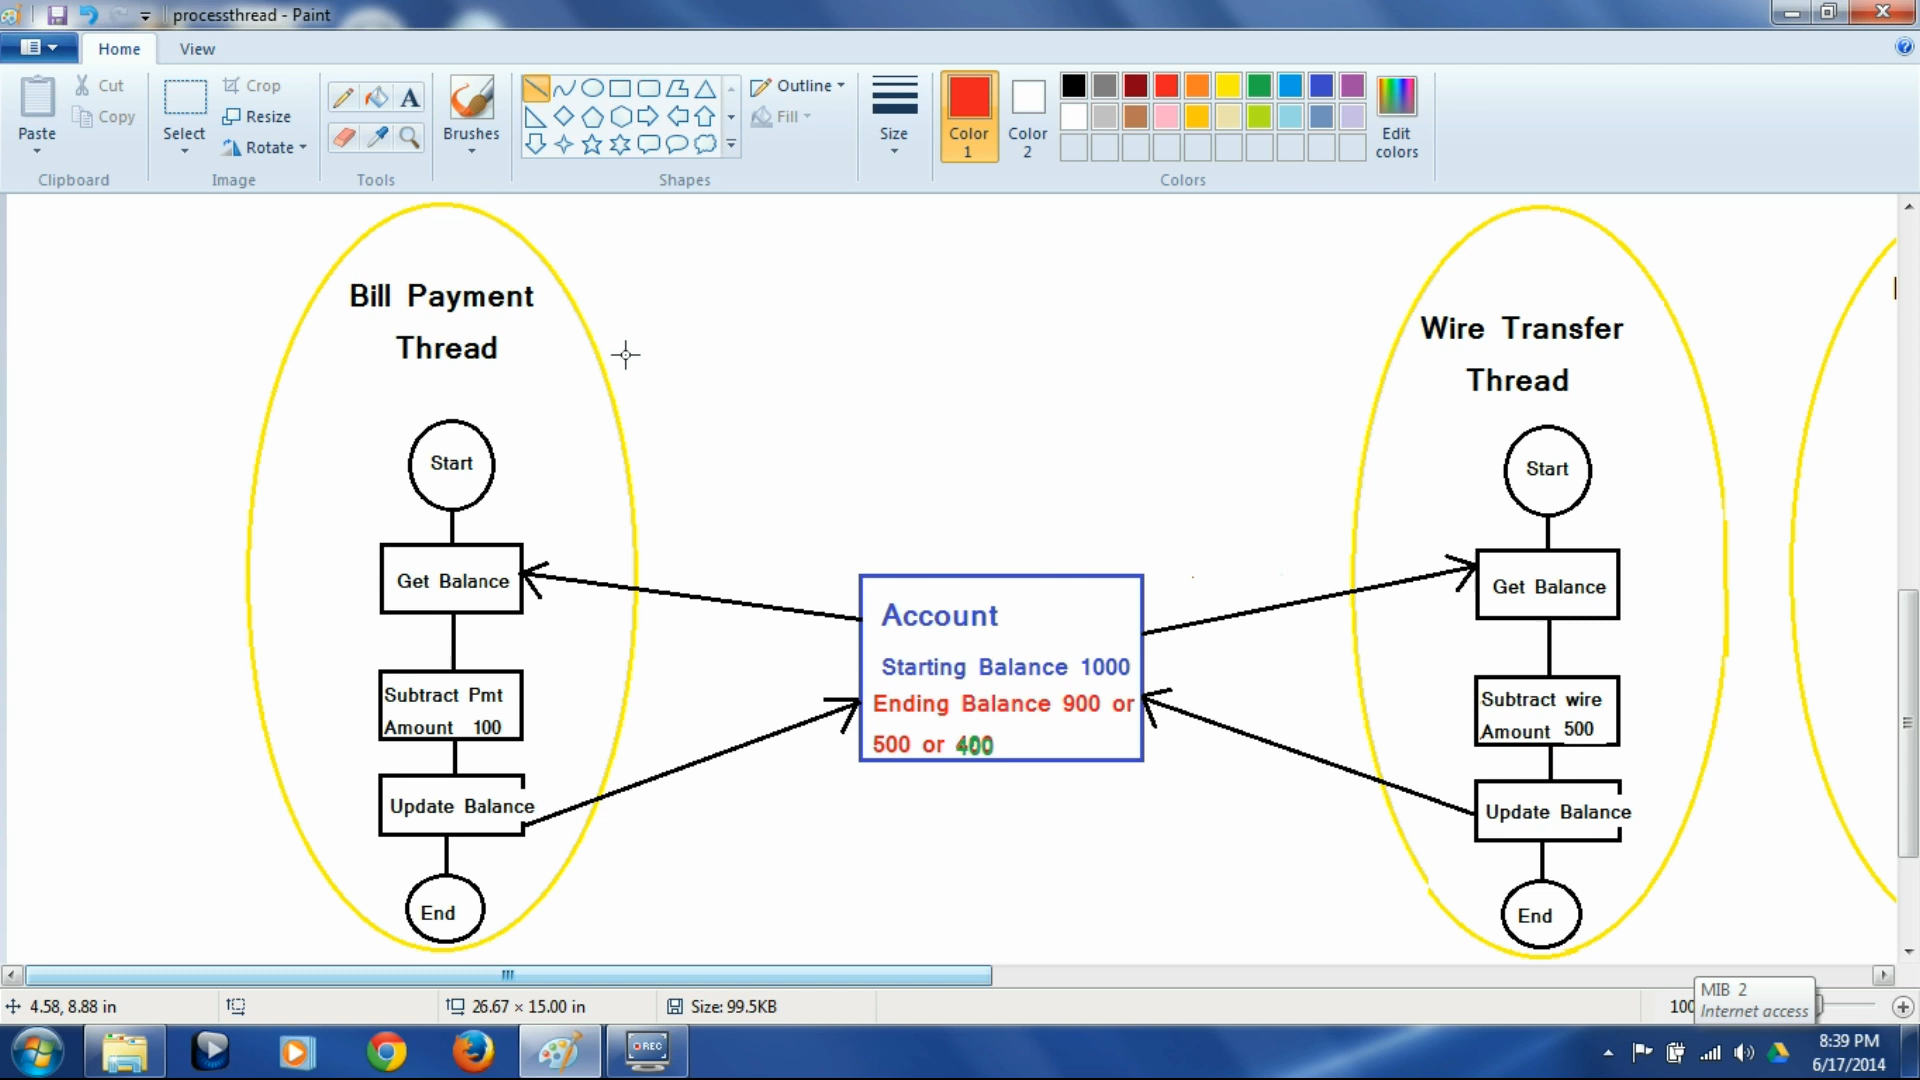 processthread - Paint
Home
View
Paste
Cut
Copy
Clipboard
Select
Crop
Resize
Rotate
Image
A
Tools
Brushes
Shapes
Outline
Fill
Size
Color
1
Color
2
Edit
colors
Colors
Bill Payment
Thread
Start
Get Balance
Subtract Pmt
Amount 100
Update Balance
End
Account
Starting Balance 1000
Ending Balance 900 or
500 or 400
Wire Transfer
Thread
Start
Get Balance
Subtract wire
Amount 500
Update Balance
End
4.58, 8.88 in
26.67 × 15.00 in
Size: 99.5KB
100
MIB 2
Internet access
REC
8:39 PM
6/17/2014